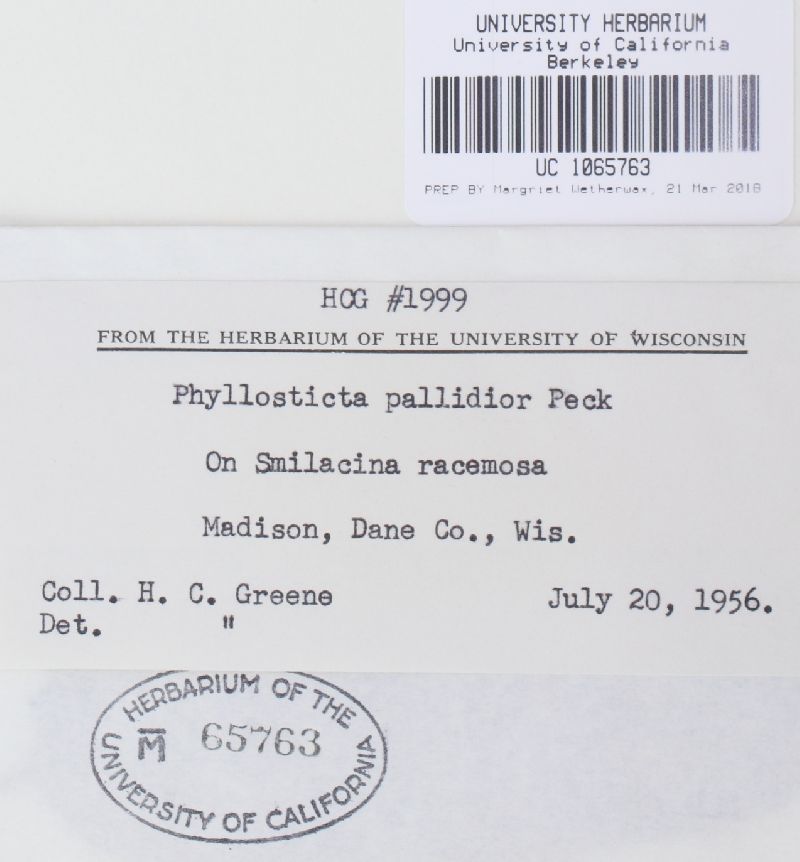 UNIVERSITY HERBARIUM
University of California
Berkeley
UC 1065763
PREP BY Margriet Wetherwax, 21 Mar 2018
HCG #1999
FROM THE HERBARIUM OF THE UNIVERSITY OF WISCONSIN
Phyllosticta pallidior Peck
On Smilacina racemosa
Madison, Dane Co., Wis.
Coll. H. C. Greene July 20, 1956.
Det. "
HERBARIUM OF THE
M̅ 65763
UNIVERSITY OF CALIFORNIA